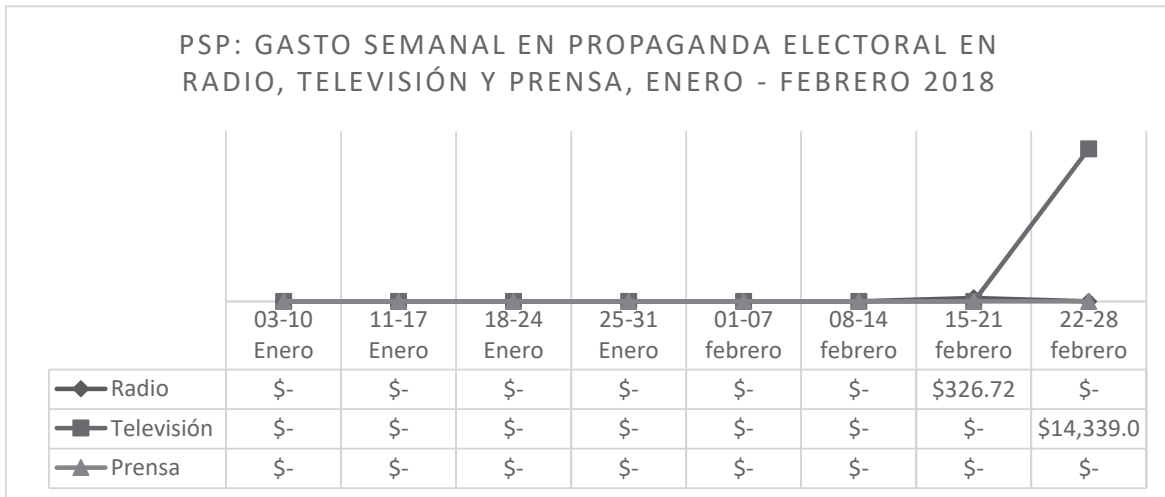 PSP: GASTO SEMANAL EN PROPAGANDA ELECTORAL EN
RADIO, TELEVISIÓN Y PRENSA, ENERO - FEBRERO 2018
03-10 Enero 11-17 Enero 18-24 Enero 25-31 Enero 01-07 febrero 08-14 febrero 15-21 febrero 22-28 febrero
Radio $- $- $- $- $- $- $326.72 $-
Televisión $- $- $- $- $- $- $- $14,339.0
Prensa $- $- $- $- $- $- $- $-